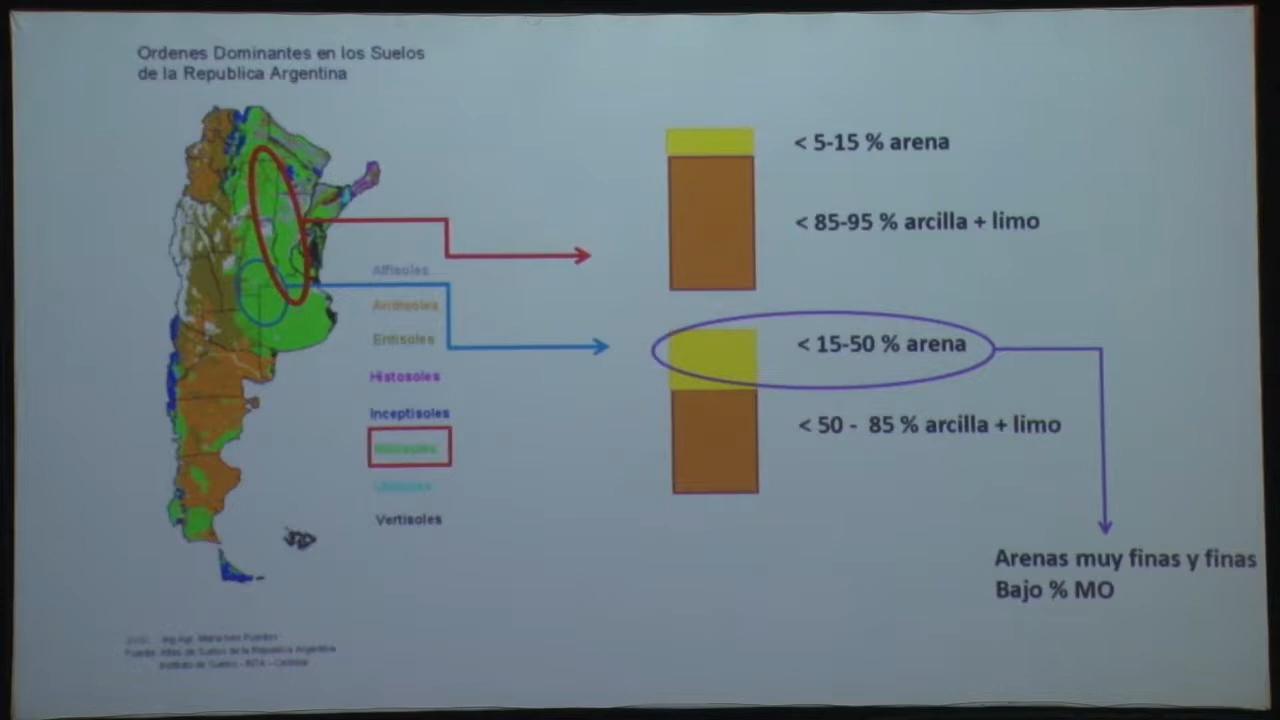 Ordenes Dominantes en los Suelos
de la Republica Argentina
< 5-15 % arena
< 85-95 % arcilla + limo
Alfisoles
Aridisoles
Entisoles
Histosoles
Inceptisoles
Vertisoles
< 15-50 % arena
< 50 - 85 % arcilla + limo
Arenas muy finas y finas
Bajo % MO
Fuente: Atlas de Suelos de la Republica Argentina
Instituto de Suelos - INTA -